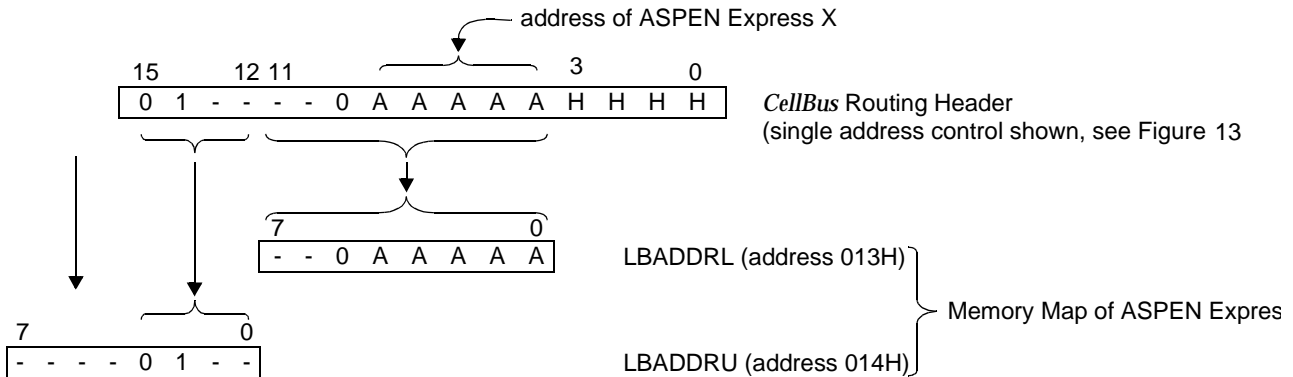 address of ASPEN Express X
15 12 11 3 0
0 1 - - - - 0 A A A A A H H H H
CellBus Routing Header
(single address control shown, see Figure 13
7 0
- - 0 A A A A A
LBADDRL (address 013H)
Memory Map of ASPEN Expres
7 0
- - - - 0 1 - -
LBADDRU (address 014H)